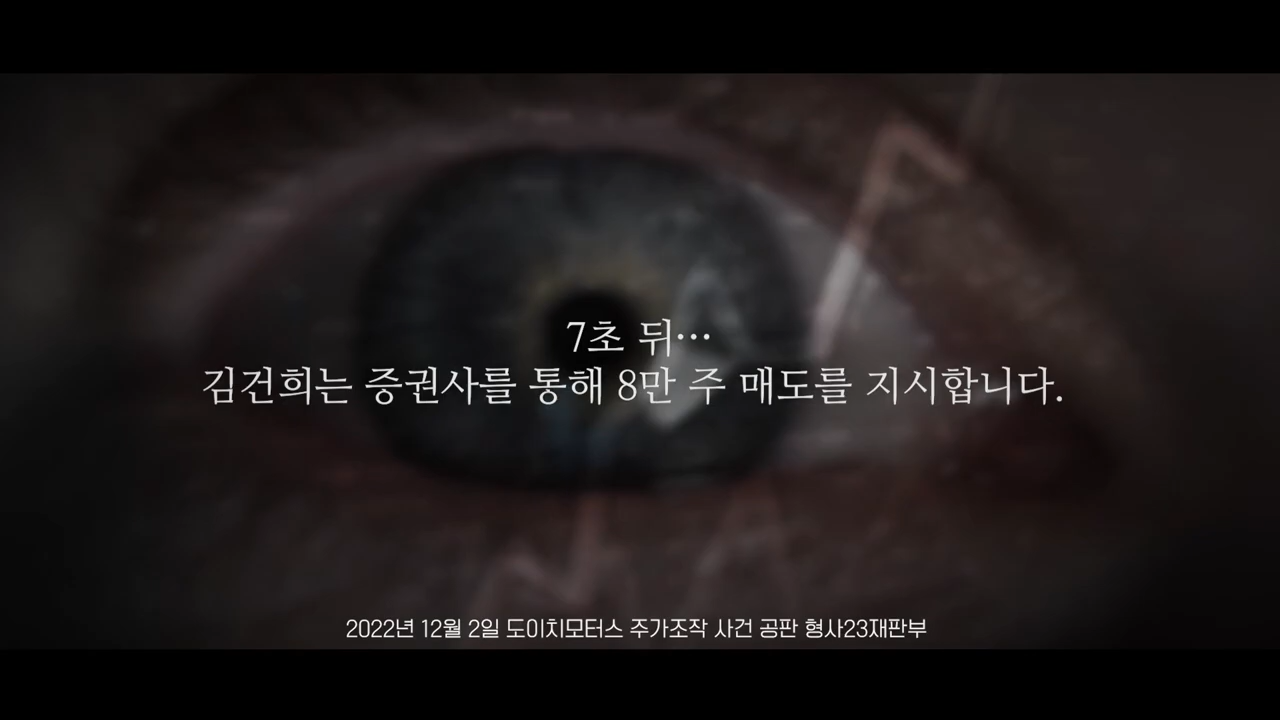 7초 뒤…
김건희는 증권사를 통해 8만 주 매도를 지시합니다.
2022년 12월 2일 도이치모터스 주가조작 사건 공판 형사23재판부